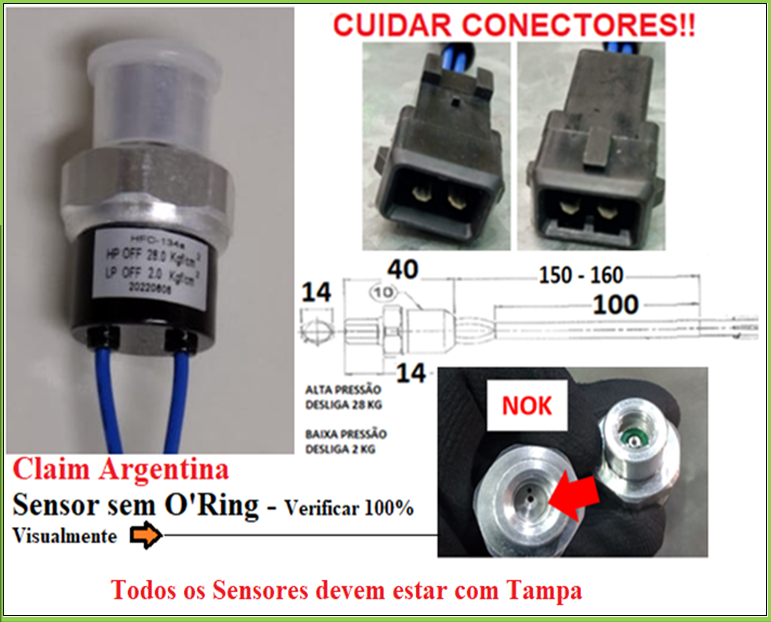 CUIDAR CONECTORES!!
HFC-134a
HP OFF 28.0 Kgf/cm²
LP OFF 2.0 Kgf/cm²
20220608
40
150 - 160
14
10
100
14
ALTA PRESSÃO
DESLIGA 28 KG
BAIXA PRESSÃO
DESLIGA 2 KG
NOK
Claim Argentina
Sensor sem O'Ring - Verificar 100%
Visualmente
Todos os Sensores devem estar com Tampa